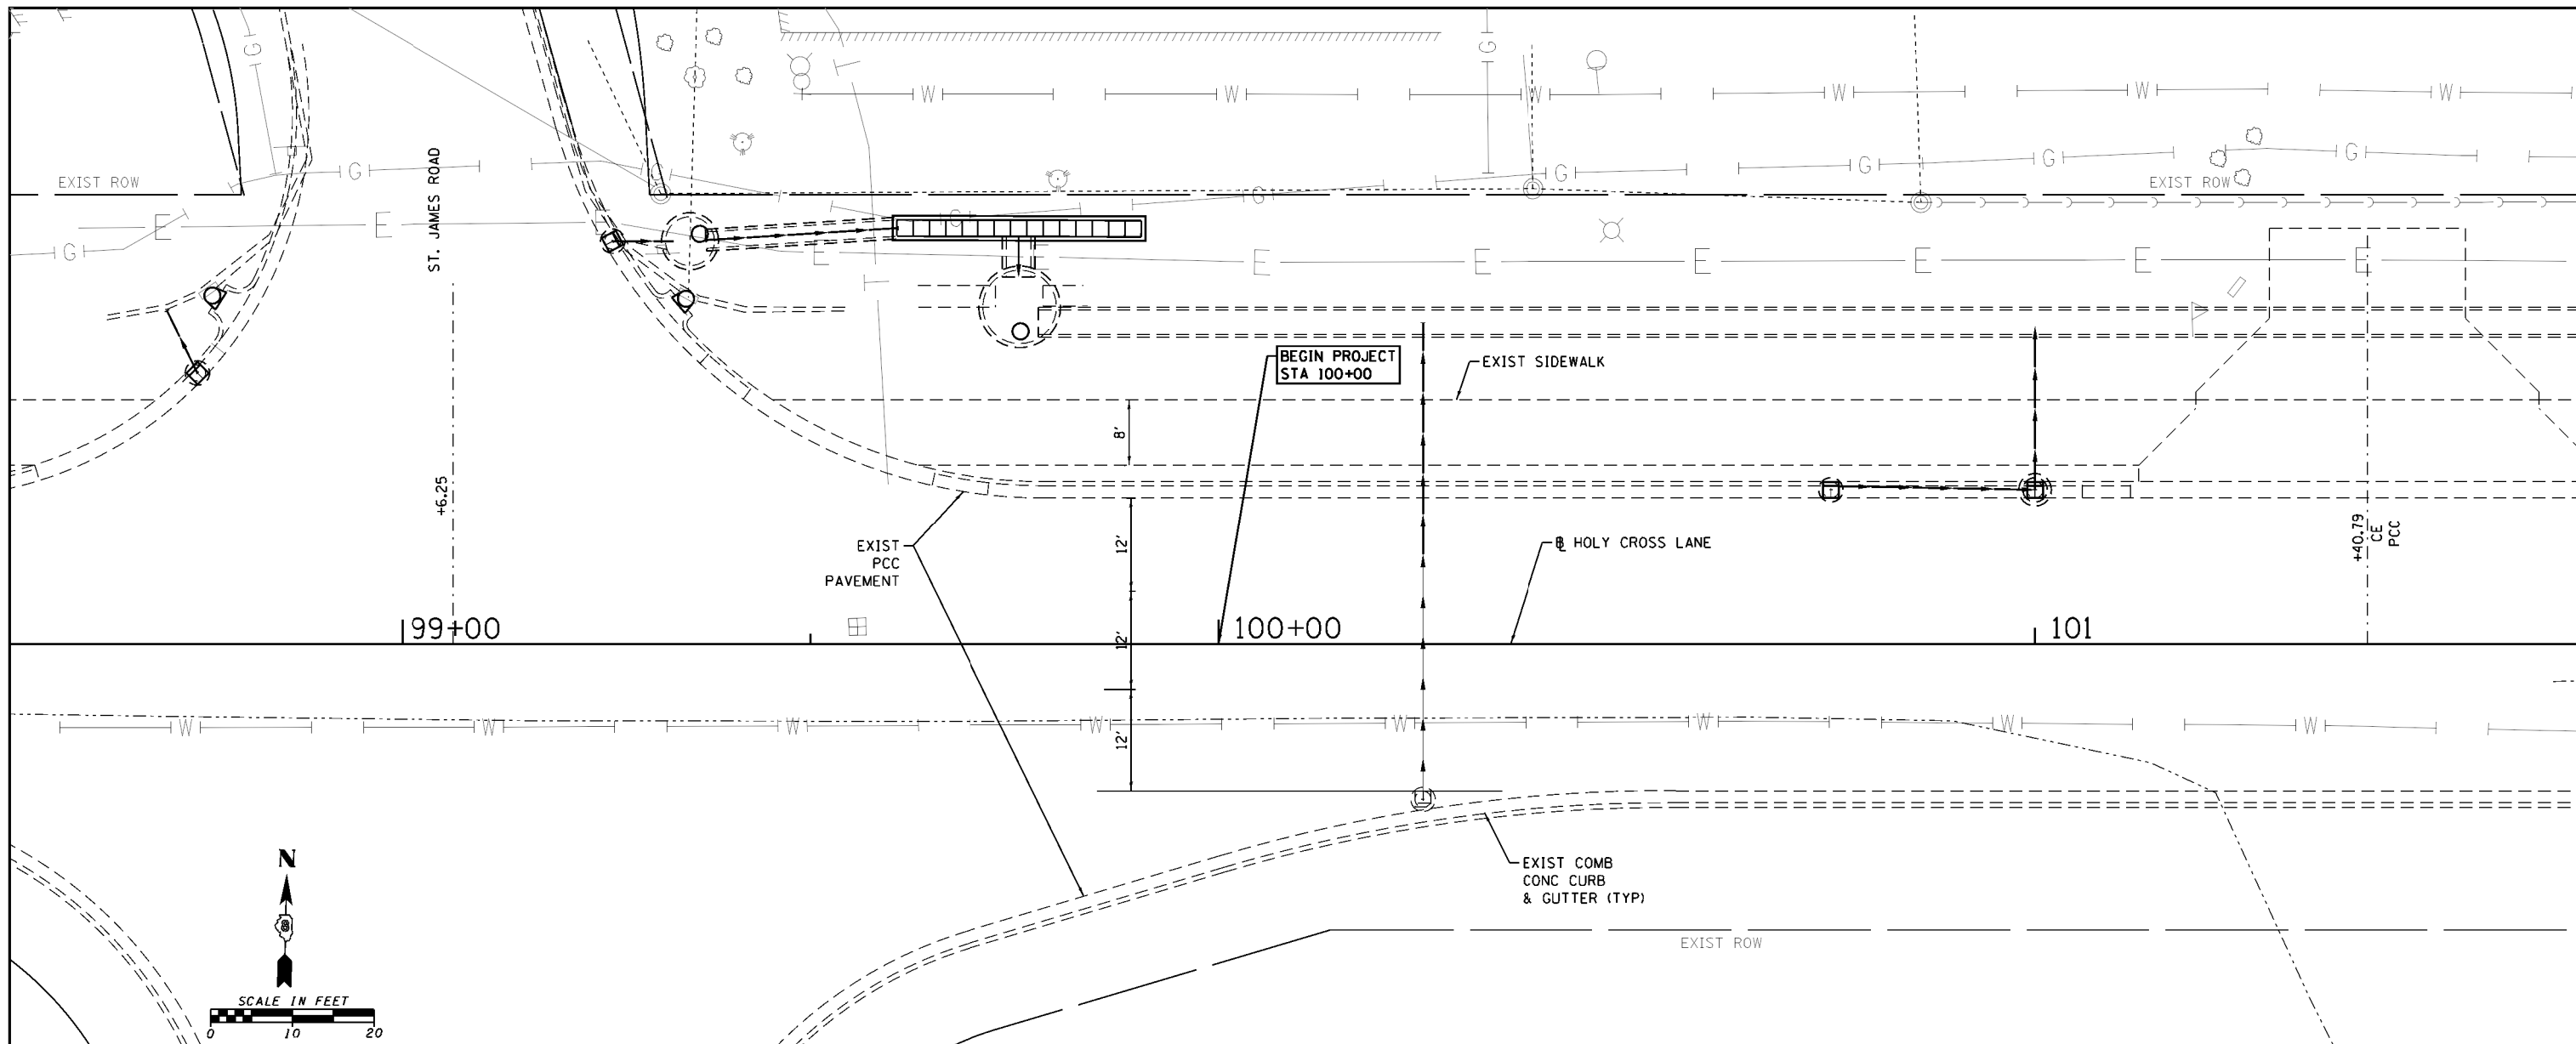 G
W
W
W
W
W
W
G
G
G
G
G
G
G
T
EXIST ROW
EXIST ROW
ST. JAMES ROAD
E
E
E
E
E
E
E
E
E
E
G
G
G
T
BEGIN PROJECT
STA 100+00
EXIST SIDEWALK
8'
+6.25
12'
EXIST
PCC
PAVEMENT
B HOLY CROSS LANE
+40.79
CE
PCC
99+00
100+00
101
12'
W
W
W
W
W
W
W
W
12'
EXIST COMB
CONC CURB
& GUTTER (TYP)
EXIST ROW
N
SCALE IN FEET
0 10 20